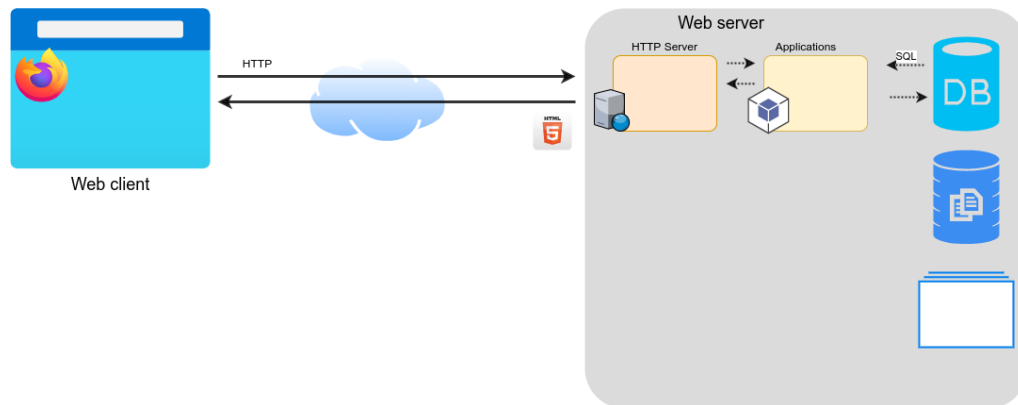 Web server
HTTP Server
Applications
HTTP
SQL
DB
HTML
5
Web client